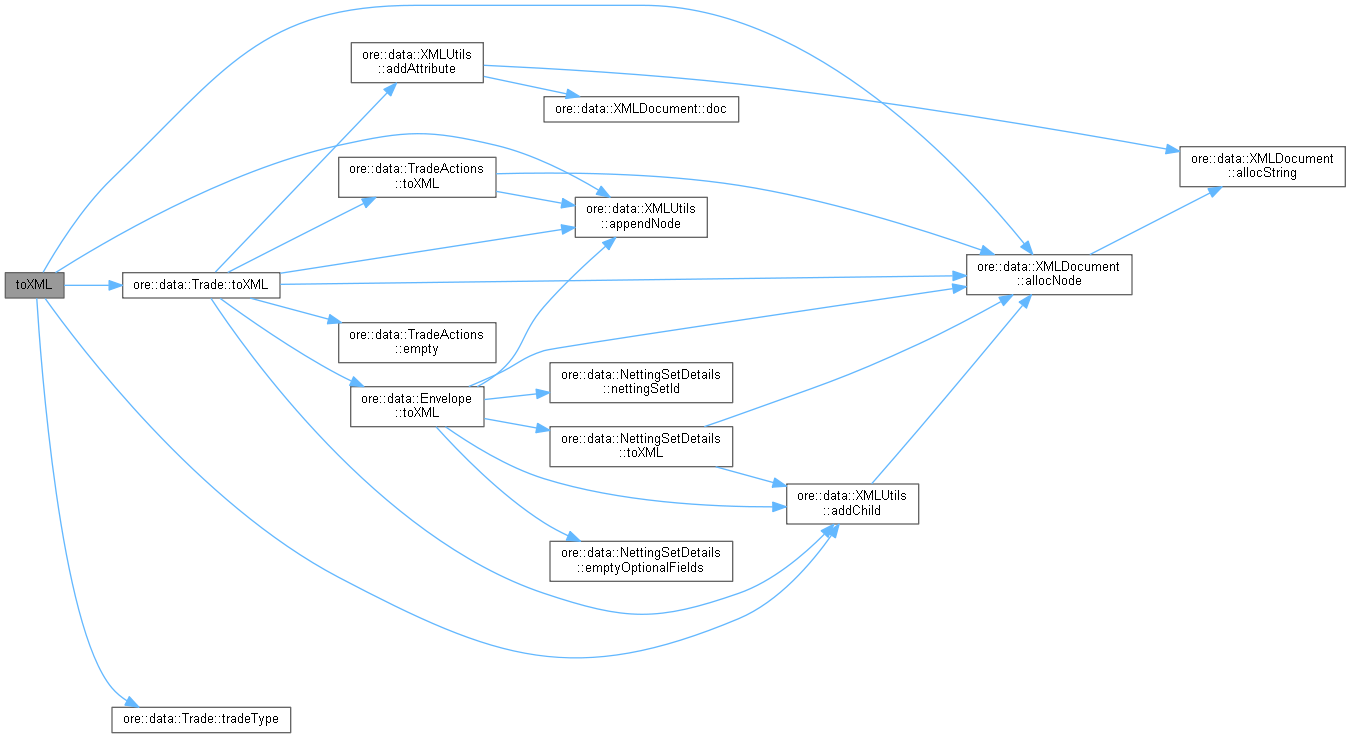 toXML
ore::data::Trade::toXML
ore::data::XMLUtils
::addAttribute
ore::data::XMLDocument::doc
ore::data::XMLDocument
::allocString
ore::data::TradeActions
::toXML
ore::data::XMLUtils
::appendNode
ore::data::XMLDocument
::allocNode
ore::data::TradeActions
::empty
ore::data::Envelope
::toXML
ore::data::NettingSetDetails
::nettingSetId
ore::data::NettingSetDetails
::toXML
ore::data::XMLUtils
::addChild
ore::data::NettingSetDetails
::emptyOptionalFields
ore::data::Trade::tradeType